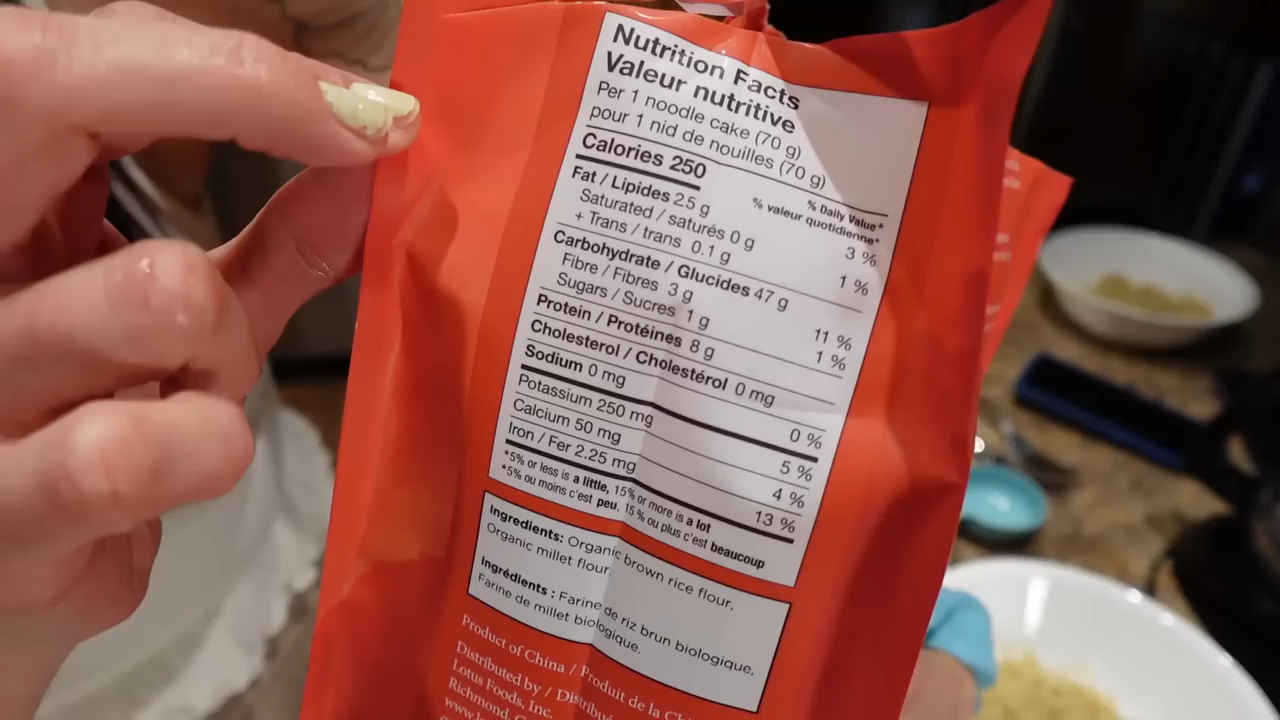 Nutrition Facts
Valeur nutritive
Per 1 noodle cake (70 g)
pour 1 nid de nouilles (70 g)
Calories 250
% Daily Value*
% valeur quotidienne*
Fat / Lipides 2.5 g 3 %
Saturated / saturés 0 g
+ Trans / trans 0.1 g 1 %
Carbohydrate / Glucides 47 g
Fibre / Fibres 3 g 11 %
Sugars / Sucres 1 g 1 %
Protein / Protéines 8 g
Cholesterol / Cholestérol 0 mg
Sodium 0 mg 0 %
Potassium 250 mg 5 %
Calcium 50 mg 4 %
Iron / Fer 2.25 mg 13 %
*5% or less is a little, 15% or more is a lot
*5% ou moins c'est peu, 15 % ou plus c'est beaucoup
Ingredients: Organic brown rice flour,
Organic millet flour.
Ingrédients : Farine de riz brun biologique,
Farine de millet biologique.
Product of China / Produit de la
Distributed by /
Lotus Foods, Inc.
Richmond,